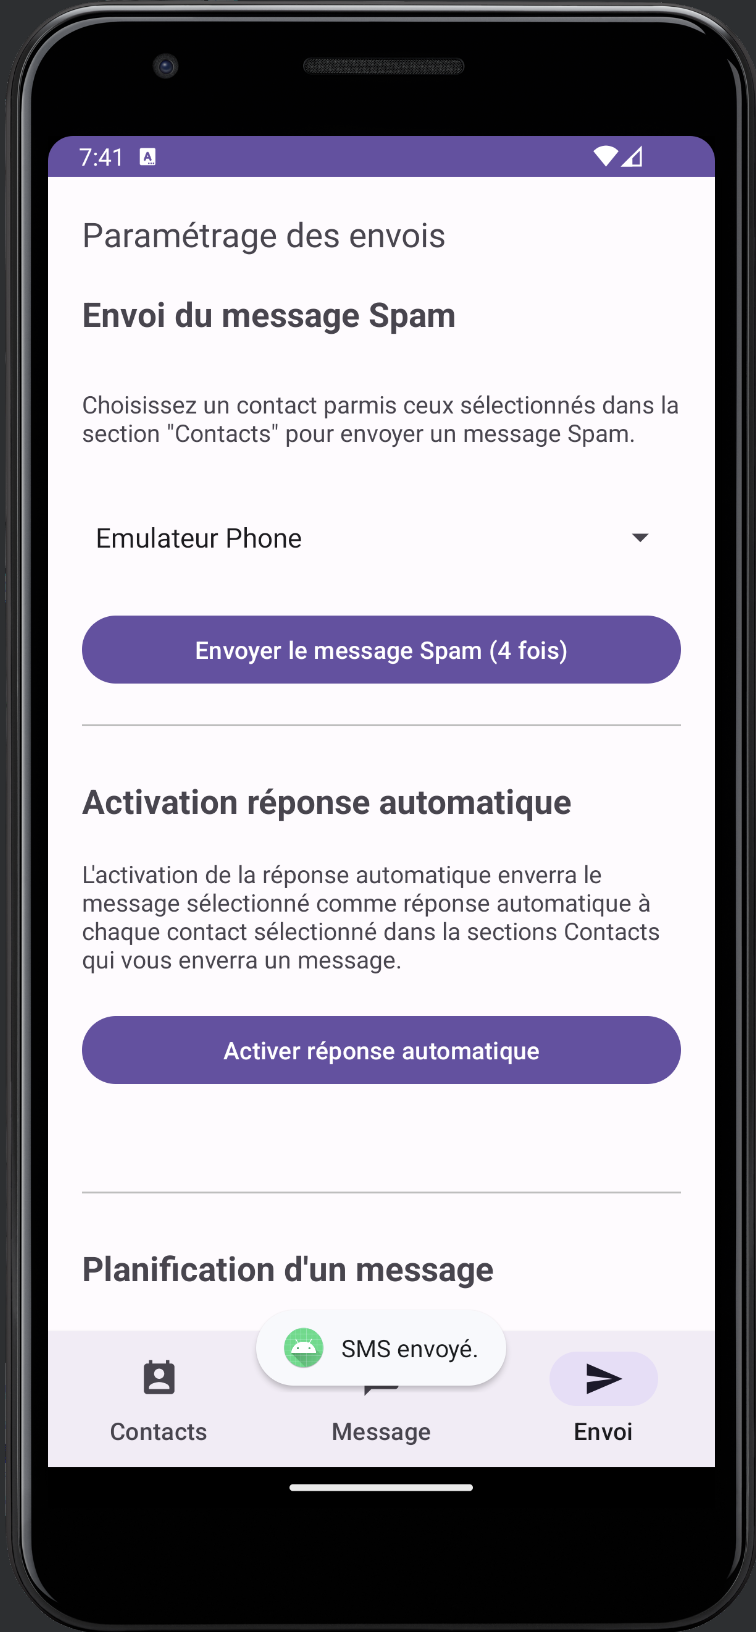 7:41
Paramétrage des envois
Envoi du message Spam
Choisissez un contact parmis ceux sélectionnés dans la
section "Contacts" pour envoyer un message Spam.
Emulateur Phone
Envoyer le message Spam (4 fois)
Activation réponse automatique
L'activation de la réponse automatique enverra le
message sélectionné comme réponse automatique à
chaque contact sélectionné dans la sections Contacts
qui vous enverra un message.
Activer réponse automatique
Planification d'un message
SMS envoyé.
Contacts
Message
Envoi